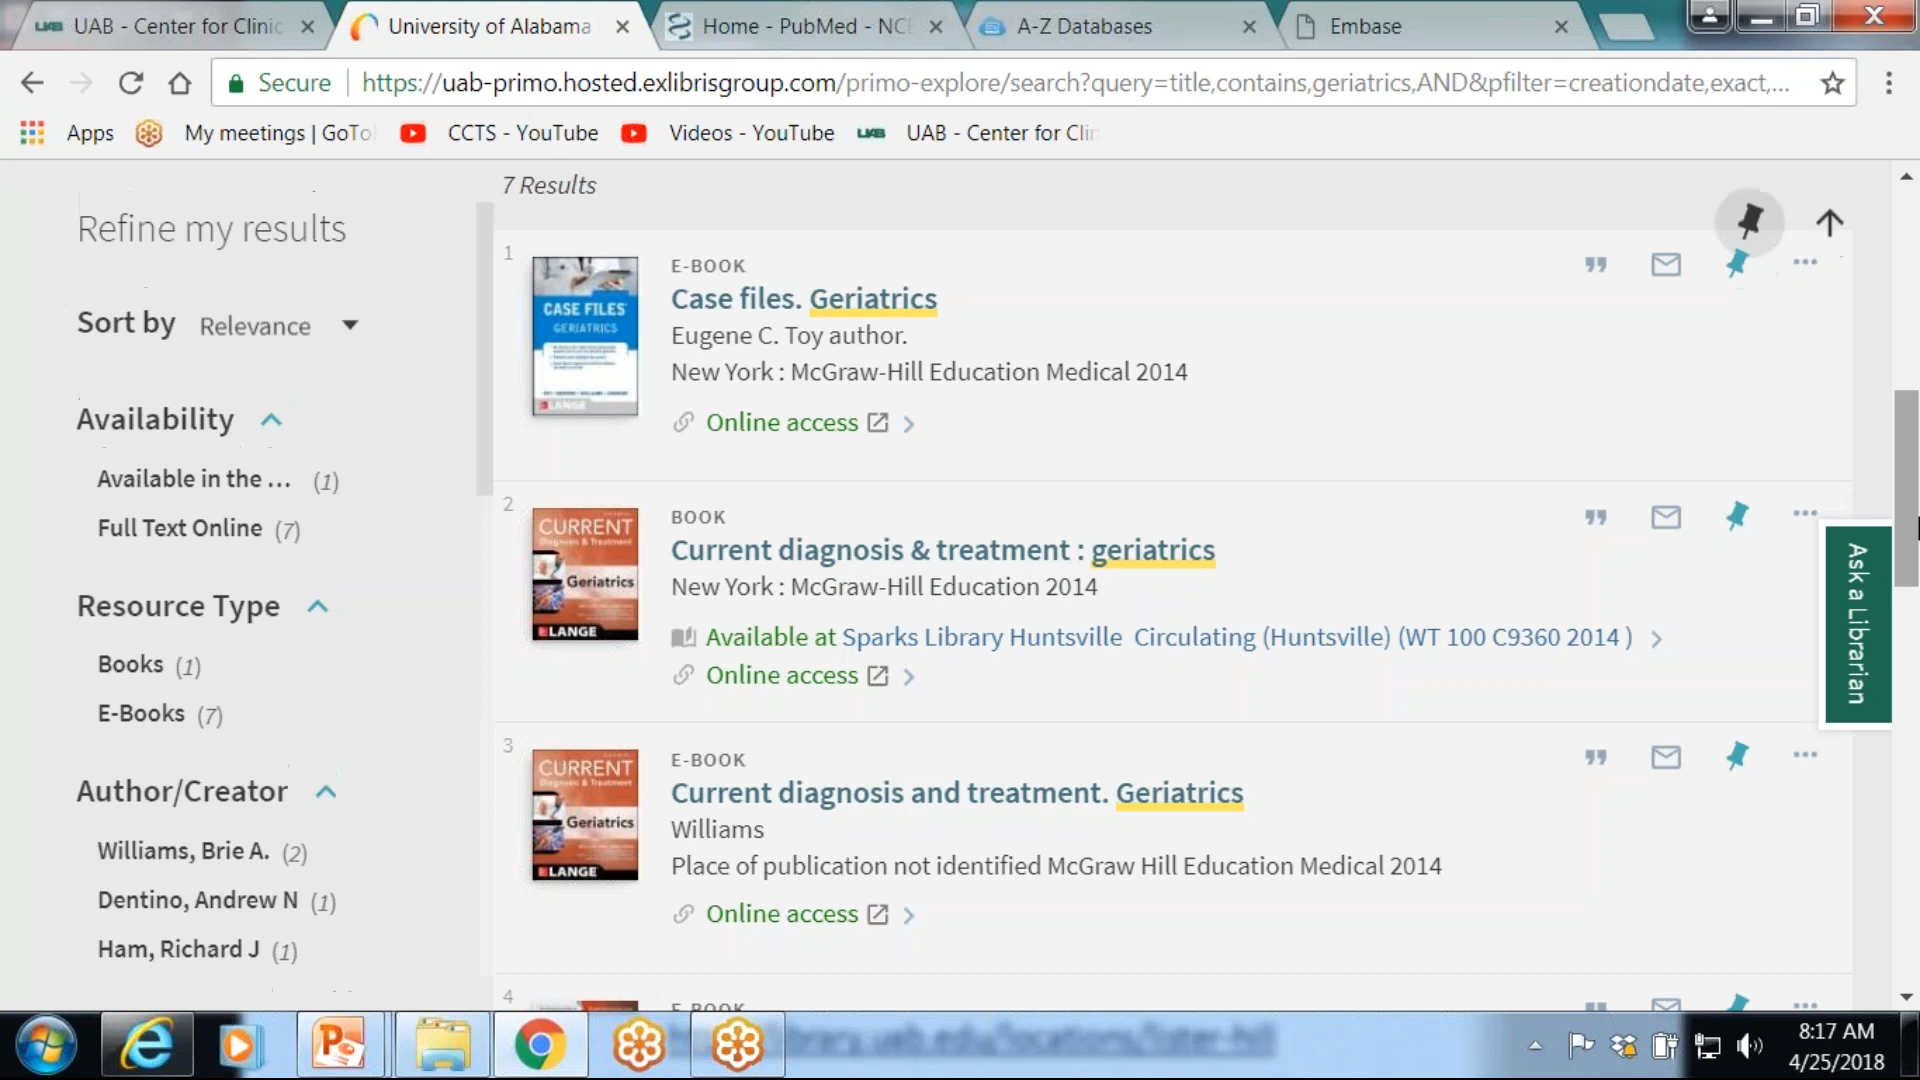 UAB - Center for Clinic
University of Alabama
Home - PubMed - NC
A-Z Databases
Embase
Secure
https://uab-primo.hosted.exlibrisgroup.com/primo-explore/search?query=title,contains,geriatrics,AND&pfilter=creationdate,exact,...
Apps
My meetings | GoTo
CCTS - YouTube
Videos - YouTube
UAB - Center for Cli
7 Results
Refine my results
Sort by Relevance
Availability
Available in the ... (1)
Full Text Online (7)
Resource Type
Books (1)
E-Books (7)
Author/Creator
Williams, Brie A. (2)
Dentino, Andrew N (1)
Ham, Richard J (1)
1
CASE FILES
GERIATRICS
LANGE
E-BOOK
Case files. Geriatrics
Eugene C. Toy author.
New York : McGraw-Hill Education Medical 2014
Online access
2
CURRENT
Diagnosis & Treatment
Geriatrics
LANGE
BOOK
Current diagnosis & treatment : geriatrics
New York : McGraw-Hill Education 2014
Available at Sparks Library Huntsville Circulating (Huntsville) (WT 100 C9360 2014 )
Online access
3
CURRENT
Diagnosis & Treatment
Geriatrics
LANGE
E-BOOK
Current diagnosis and treatment. Geriatrics
Williams
Place of publication not identified McGraw Hill Education Medical 2014
Online access
4
E-BOOK
Ask a Librarian
8:17 AM
4/25/2018